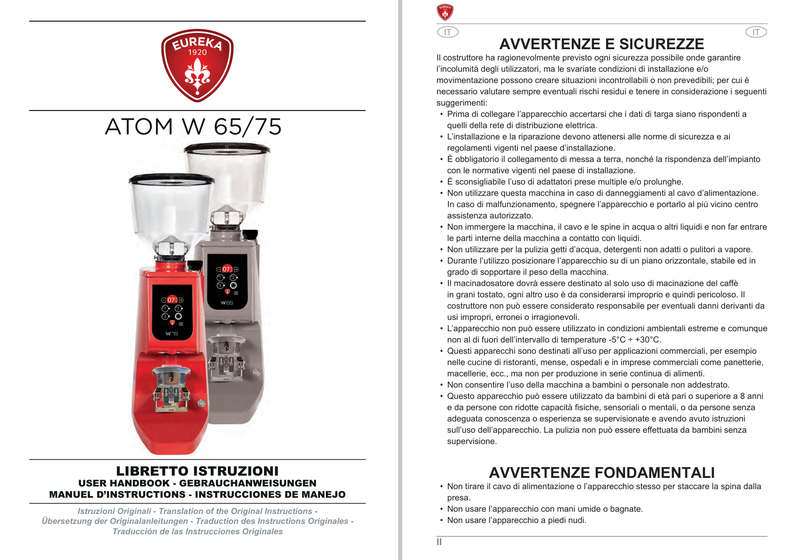 EUREKA
1920
ATOM W 65/75
W65
W 75
LIBRETTO ISTRUZIONI
USER HANDBOOK - GEBRAUCHANWEISUNGEN
MANUEL D'INSTRUCTIONS - INSTRUCCIONES DE MANEJO
Istruzioni Originali - Translation of the Original Instructions -
Übersetzung der Originalanleitungen - Traduction des Instructions Originales -
Traducción de las Instrucciones Originales
IT
IT
AVVERTENZE E SICUREZZE
Il costruttore ha ragionevolmente previsto ogni sicurezza possibile onde garantire
l'incolumità degli utilizzatori, ma le svariate condizioni di installazione e/o
movimentazione possono creare situazioni incontrollabili o non prevedibili; per cui è
necessario valutare sempre eventuali rischi residui e tenere in considerazione i seguenti
suggerimenti:
• Prima di collegare l'apparecchio accertarsi che i dati di targa siano rispondenti a
quelli della rete di distribuzione elettrica.
• L'installazione e la riparazione devono attenersi alle norme di sicurezza e ai
regolamenti vigenti nel paese d'installazione.
• È obbligatorio il collegamento di messa a terra, nonché la rispondenza dell'impianto
con le normative vigenti nel paese di installazione.
• È sconsigliabile l'uso di adattatori prese multiple e/o prolunghe.
• Non utilizzare questa macchina in caso di danneggiamenti al cavo d'alimentazione.
In caso di malfunzionamento, spegnere l'apparecchio e portarlo al più vicino centro
assistenza autorizzato.
• Non immergere la macchina, il cavo e le spine in acqua o altri liquidi e non far entrare
le parti interne della macchina a contatto con liquidi.
• Non utilizzare per la pulizia getti d'acqua, detergenti non adatti o pulitori a vapore.
• Durante l'utilizzo posizionare l'apparecchio su di un piano orizzontale, stabile ed in
grado di sopportare il peso della macchina.
• Il macinadosatore dovrà essere destinato al solo uso di macinazione del caffè
in grani tostato, ogni altro uso è da considerarsi improprio e quindi pericoloso. Il
costruttore non può essere considerato responsabile per eventuali danni derivanti da
usi impropri, erronei o irragionevoli.
• L'apparecchio non può essere utilizzato in condizioni ambientali estreme e comunque
non al di fuori dell'intervallo di temperature -5°C ÷ +30°C.
• Questi apparecchi sono destinati all'uso per applicazioni commerciali, per esempio
nelle cucine di ristoranti, mense, ospedali e in imprese commerciali come panetterie,
macellerie, ecc., ma non per produzione in serie continua di alimenti.
• Non consentire l'uso della macchina a bambini o personale non addestrato.
• Questo apparecchio può essere utilizzato da bambini di età pari o superiore a 8 anni
e da persone con ridotte capacità fisiche, sensoriali o mentali, o da persone senza
adeguata conoscenza o esperienza se supervisionate e avendo avuto istruzioni
sull'uso dell'apparecchio. La pulizia non può essere effettuata da bambini senza
supervisione.
AVVERTENZE FONDAMENTALI
• Non tirare il cavo di alimentazione o l'apparecchio stesso per staccare la spina dalla
presa.
• Non usare l'apparecchio con mani umide o bagnate.
• Non usare l'apparecchio a piedi nudi.
II